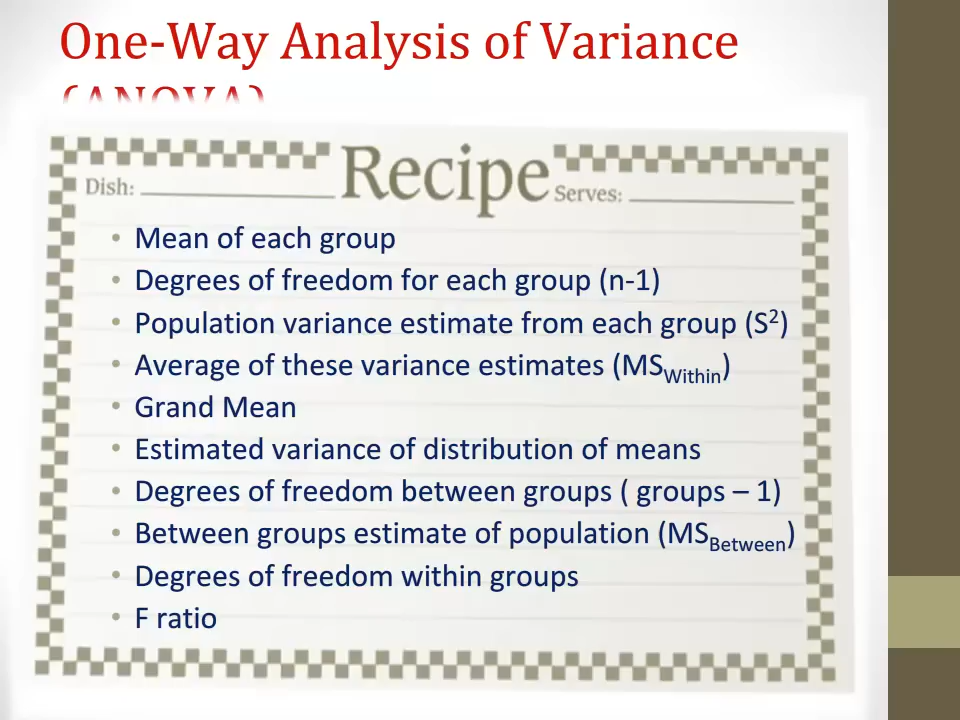 One-Way Analysis of Variance
(ANOVA)
Recipe
Dish:
Serves:
• Mean of each group
• Degrees of freedom for each group (n-1)
• Population variance estimate from each group (S²)
• Average of these variance estimates (MSWithin)
• Grand Mean
• Estimated variance of distribution of means
• Degrees of freedom between groups ( groups – 1)
• Between groups estimate of population (MSBetween)
• Degrees of freedom within groups
• F ratio